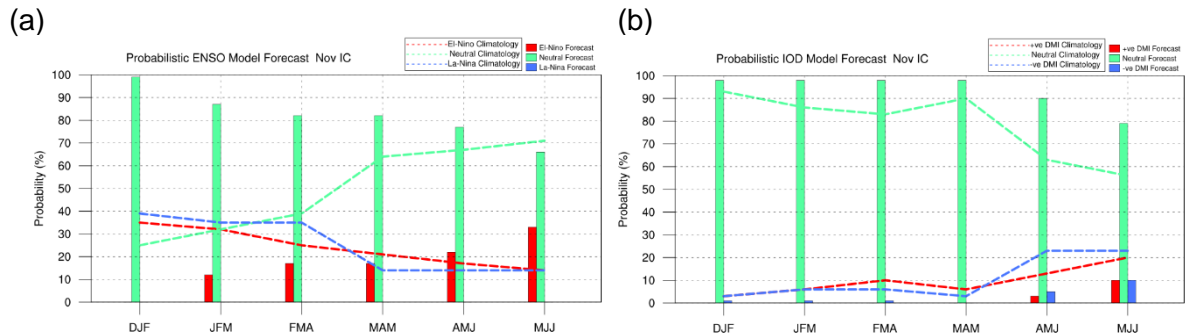 (a)
Probabilistic ENSO Model Forecast Nov IC
El-Nino Climatology
Neutral Climatology
La-Nina Climatology
El-Nino Forecast
Neutral Forecast
La-Nina Forecast
Probability (%)
100
90
80
70
60
50
40
30
20
10
0
DJF JFM FMA MAM AMJ MJJ
(b)
Probabilistic IOD Model Forecast Nov IC
+ve DMI Climatology
Neutral Climatology
-ve DMI Climatology
+ve DMI Forecast
Neutral Forecast
-ve DMI Forecast
Probability (%)
100
90
80
70
60
50
40
30
20
10
0
DJF JFM FMA MAM AMJ MJJ